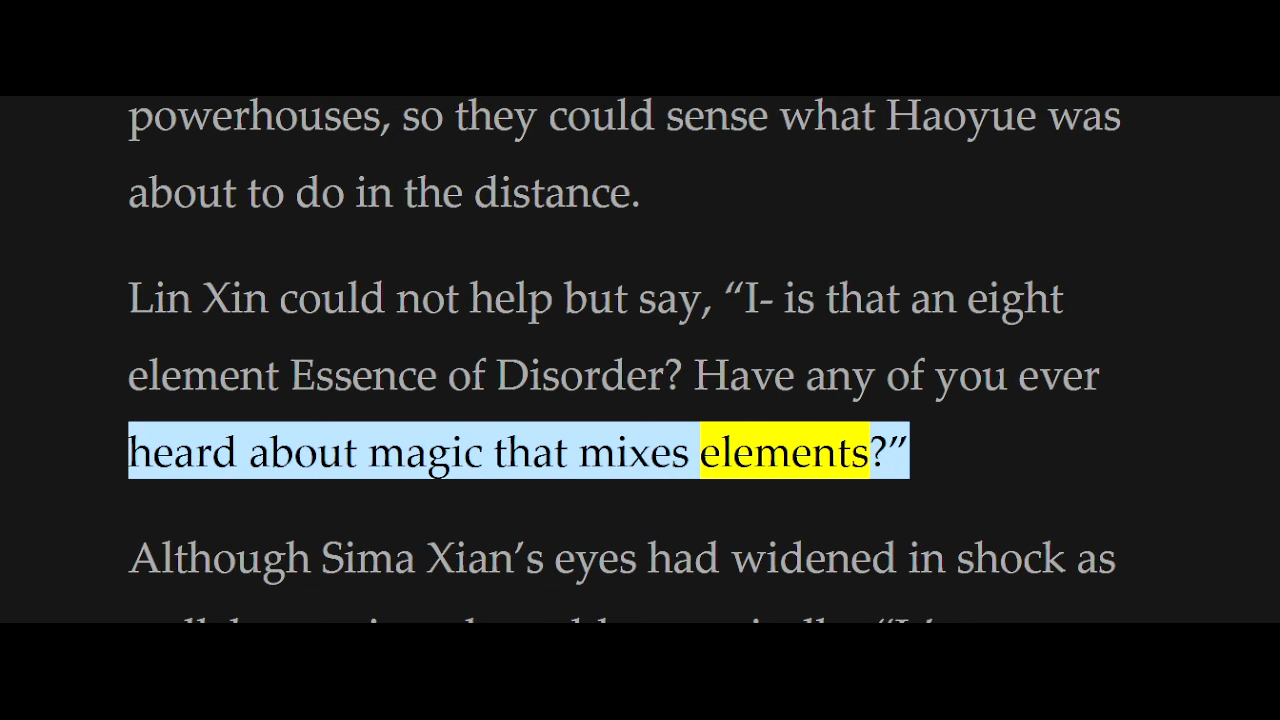 powerhouses, so they could sense what Haoyue was
about to do in the distance.
Lin Xin could not help but say, “I- is that an eight
element Essence of Disorder? Have any of you ever
heard about magic that mixes elements?”
Although Sima Xian’s eyes had widened in shock as